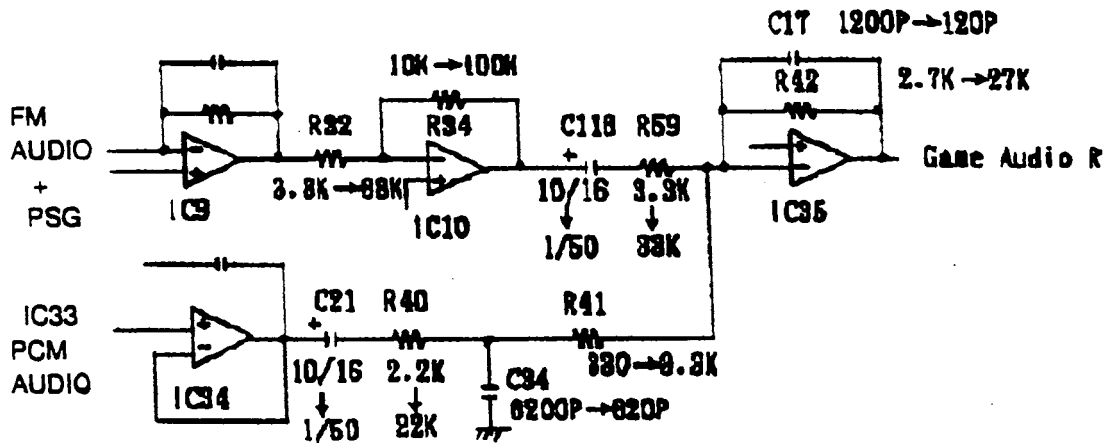 C17 1200P→120P
10K→100K
R42
2.7K→27K
FM
AUDIO
+
PSG
R32
R34
C118 R59
3.3K→33K
+
10/16
↓
1/50
3.3K
↓
33K
Game Audio R
IC9
IC10
IC35
IC33
PCM
AUDIO
C21
R40
R41
+
10/16
↓
1/50
2.2K
↓
22K
330→3.3K
C34
8200P→820P
IC34